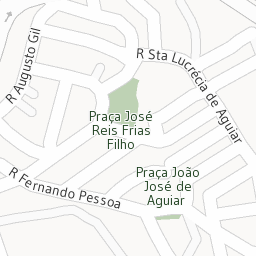 R Augusto Gil
R Sta Lucrécia de Aguiar
Praça José
Reis Frias
Filho
Praça João
José de
Aguiar
R Fernando Pessoa